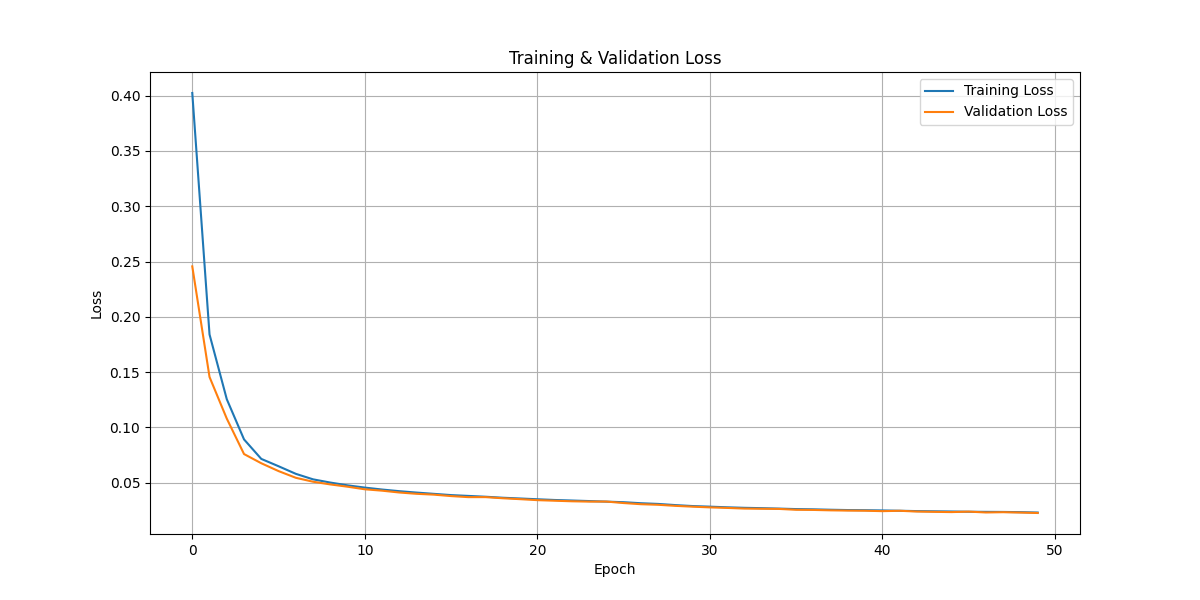 Training & Validation Loss
Training Loss
Validation Loss
0.40
0.35
0.30
0.25
0.20
0.15
0.10
0.05
Loss
0 10 20 30 40 50
Epoch